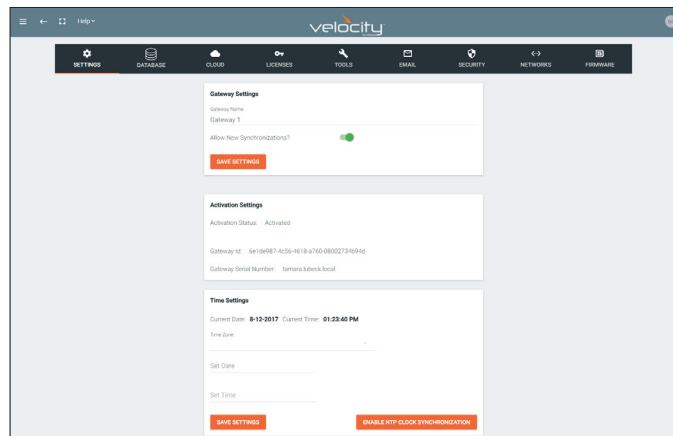 Help
velocity
SETTINGS
DATABASE
CLOUD
LICENSES
TOOLS
EMAIL
SECURITY
NETWORKS
FIRMWARE
Gateway Settings
Gateway Name
Gateway 1
Allow New Synchronizations?
SAVE SETTINGS
Activation Settings
Activation Status: Activated
Gateway Id: 6e1de987-4c56-4618-a760-08002734b94d
Gateway Serial Number: tamara.lubeck.local
Time Settings
Current Date: 8-12-2017 Current Time: 01:23:40 PM
Time Zone
Set Date
Set Time
SAVE SETTINGS
ENABLE NTP CLOCK SYNCHRONIZATION